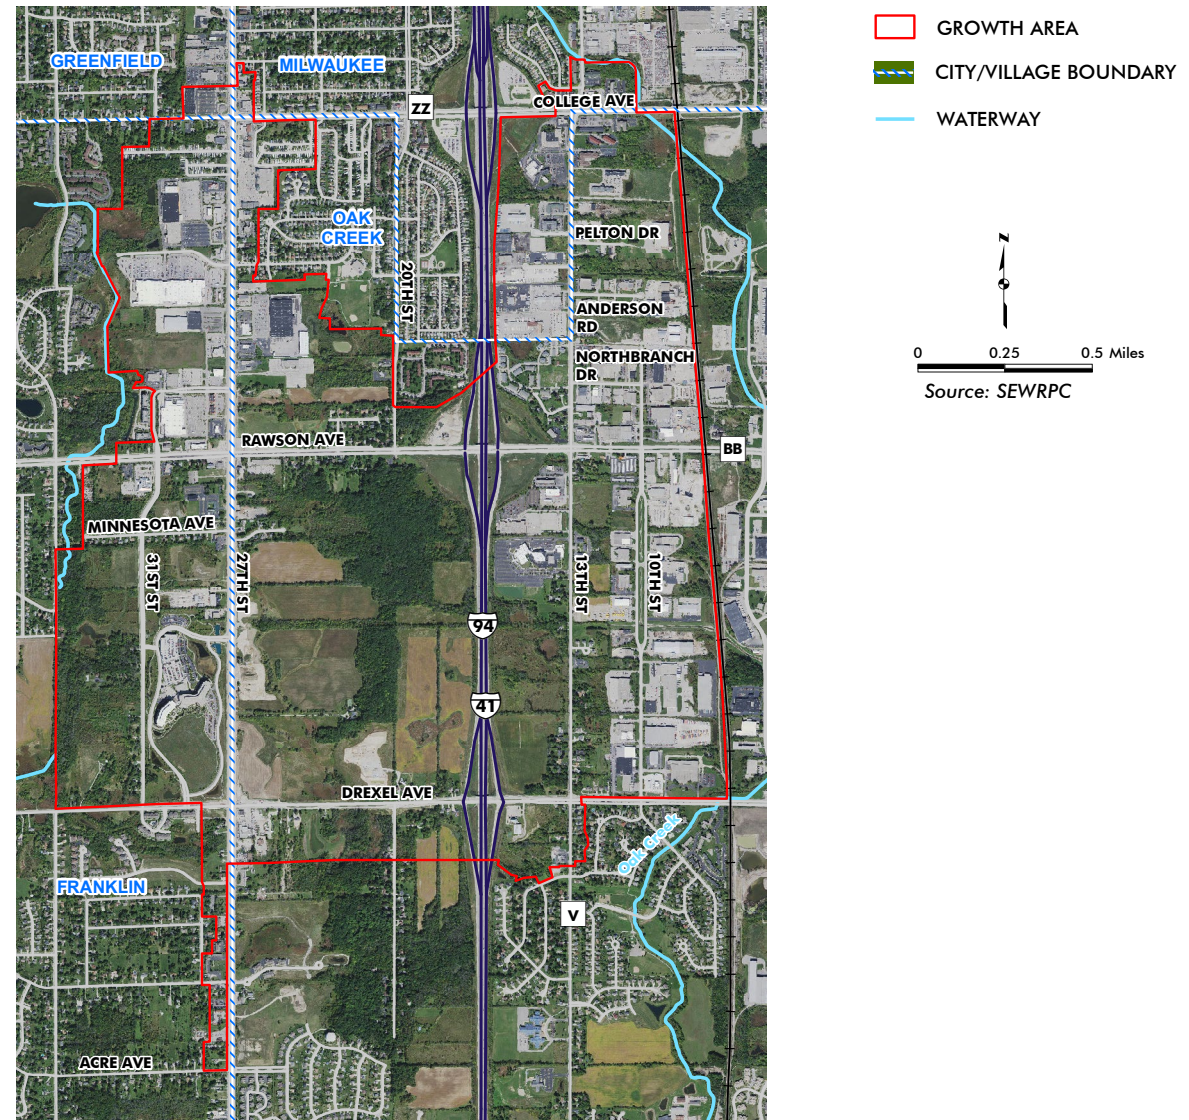 GROWTH AREA
CITY/VILLAGE BOUNDARY
WATERWAY
N
0 0.25 0.5 Miles
Source: SEWRPC
GREENFIELD
MILWAUKEE
ZZ
COLLEGE AVE
OAK
CREEK
PELTON DR
20TH ST
ANDERSON
RD
NORTHBRANCH
DR
RAWSON AVE
BB
MINNESOTA AVE
31ST ST
27TH ST
13TH ST
10TH ST
94
41
DREXEL AVE
Oak Creek
FRANKLIN
V
ACRE AVE